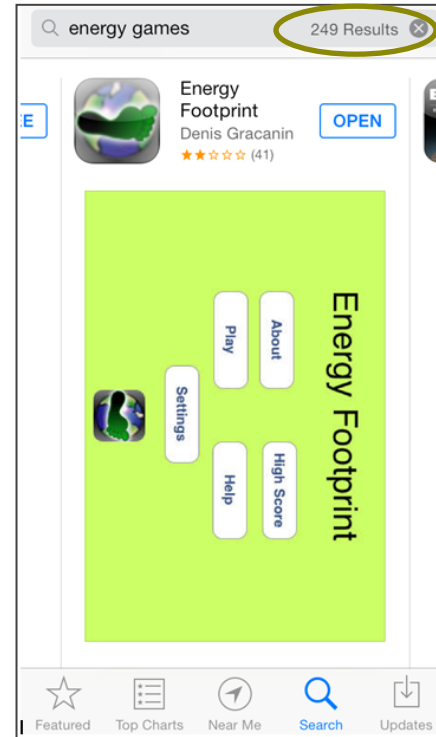 energy games 249 Results
E
Energy
Footprint
Denis Gracanin
OPEN
(41)
Energy Footprint
About High Score
Play Help
Settings
Featured Top Charts Near Me Search Updates